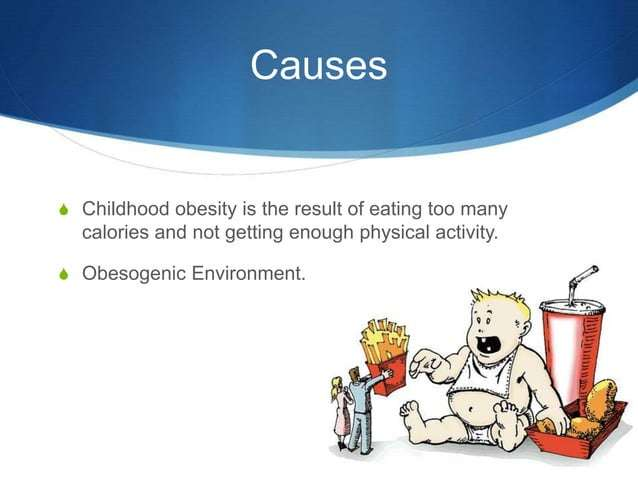 Causes
Childhood obesity is the result of eating too many
calories and not getting enough physical activity.
Obesogenic Environment.